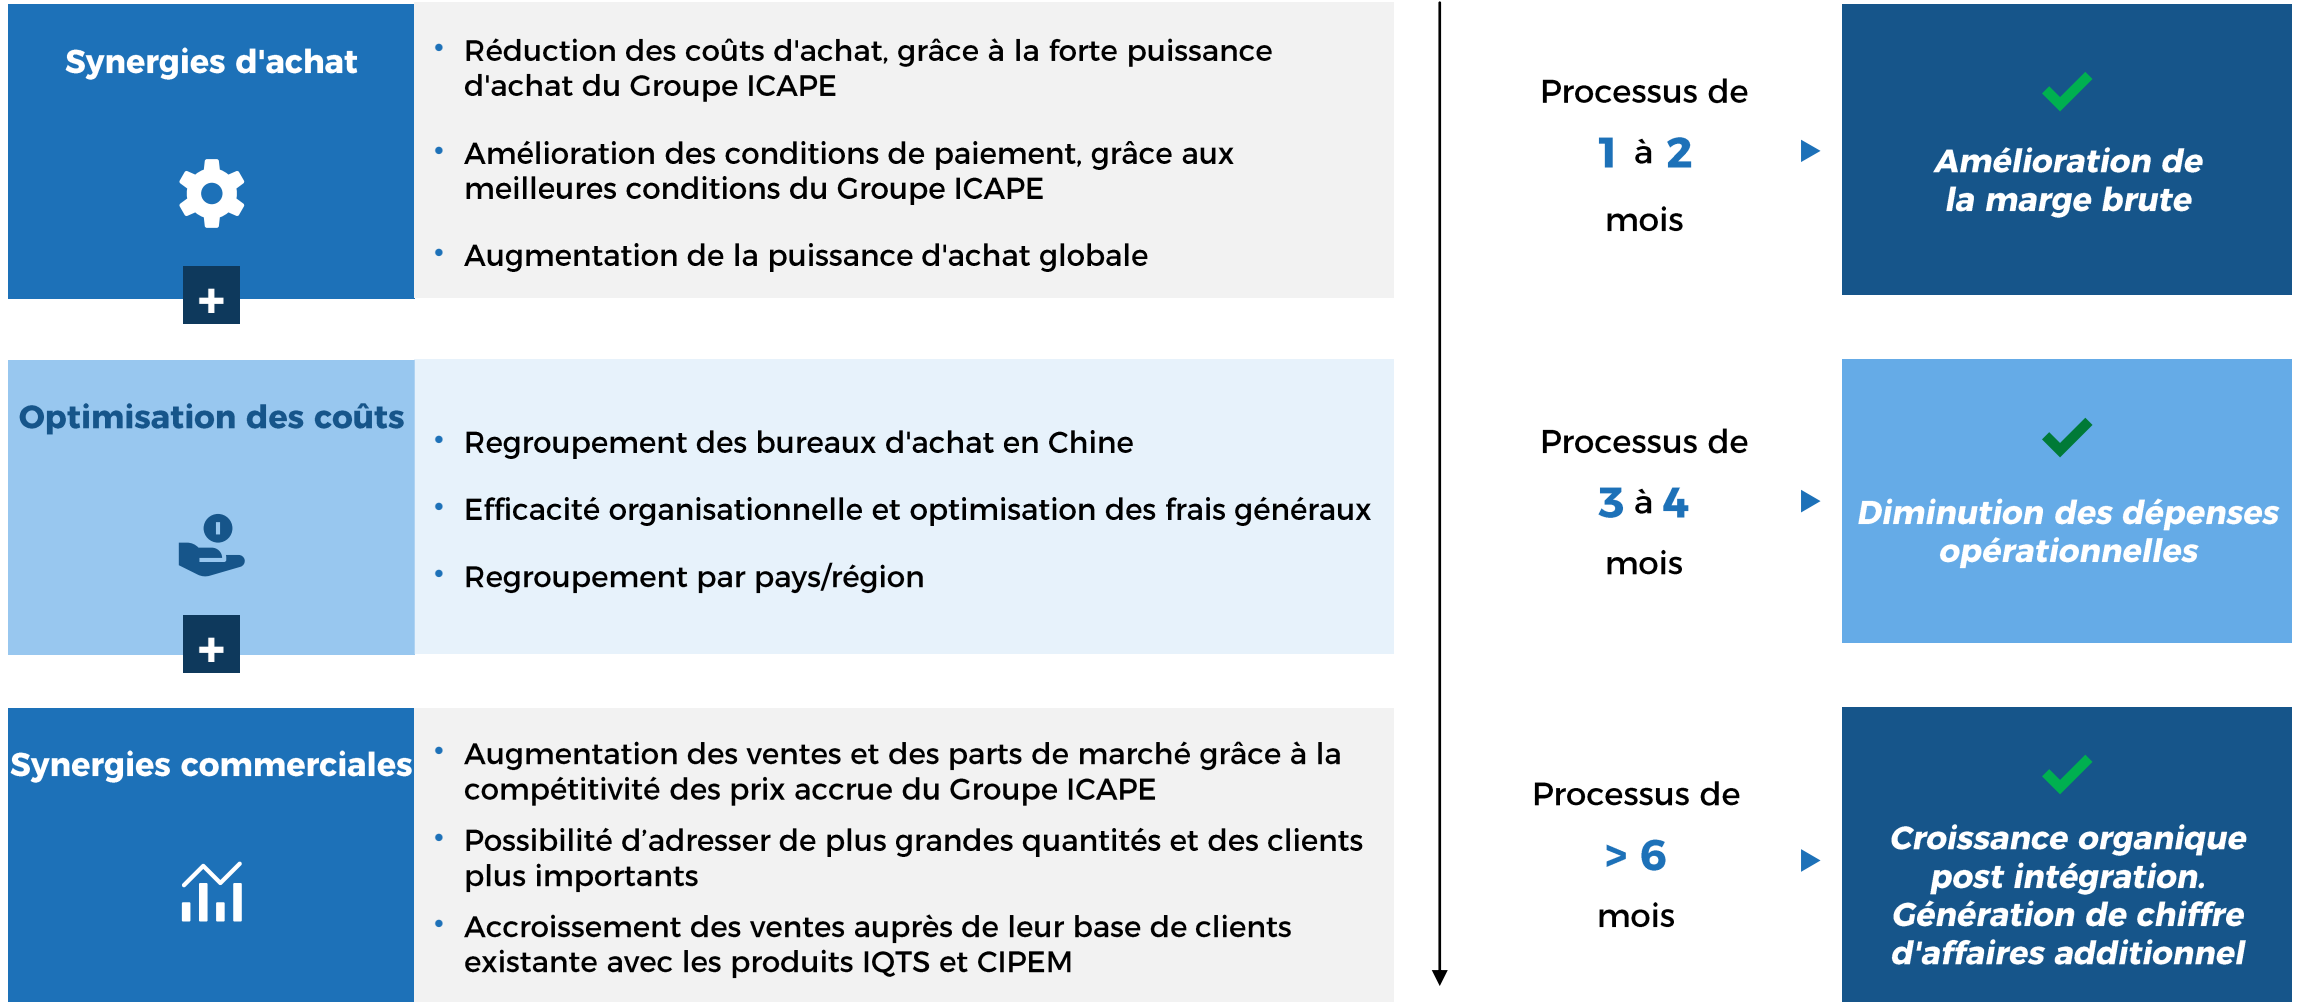 Synergies d'achat
+
• Réduction des coûts d'achat, grâce à la forte puissance
d'achat du Groupe ICAPE
• Amélioration des conditions de paiement, grâce aux
meilleures conditions du Groupe ICAPE
• Augmentation de la puissance d'achat globale
Processus de
1 à 2
mois
Amélioration de
la marge brute
Optimisation des coûts
+
• Regroupement des bureaux d'achat en Chine
• Efficacité organisationnelle et optimisation des frais généraux
• Regroupement par pays/région
Processus de
3 à 4
mois
Diminution des dépenses
opérationnelles
Synergies commerciales
• Augmentation des ventes et des parts de marché grâce à la
compétitivité des prix accrue du Groupe ICAPE
• Possibilité d’adresser de plus grandes quantités et des clients
plus importants
• Accroissement des ventes auprès de leur base de clients
existante avec les produits IQTS et CIPEM
Processus de
> 6
mois
Croissance organique
post intégration.
Génération de chiffre
d'affaires additionnel